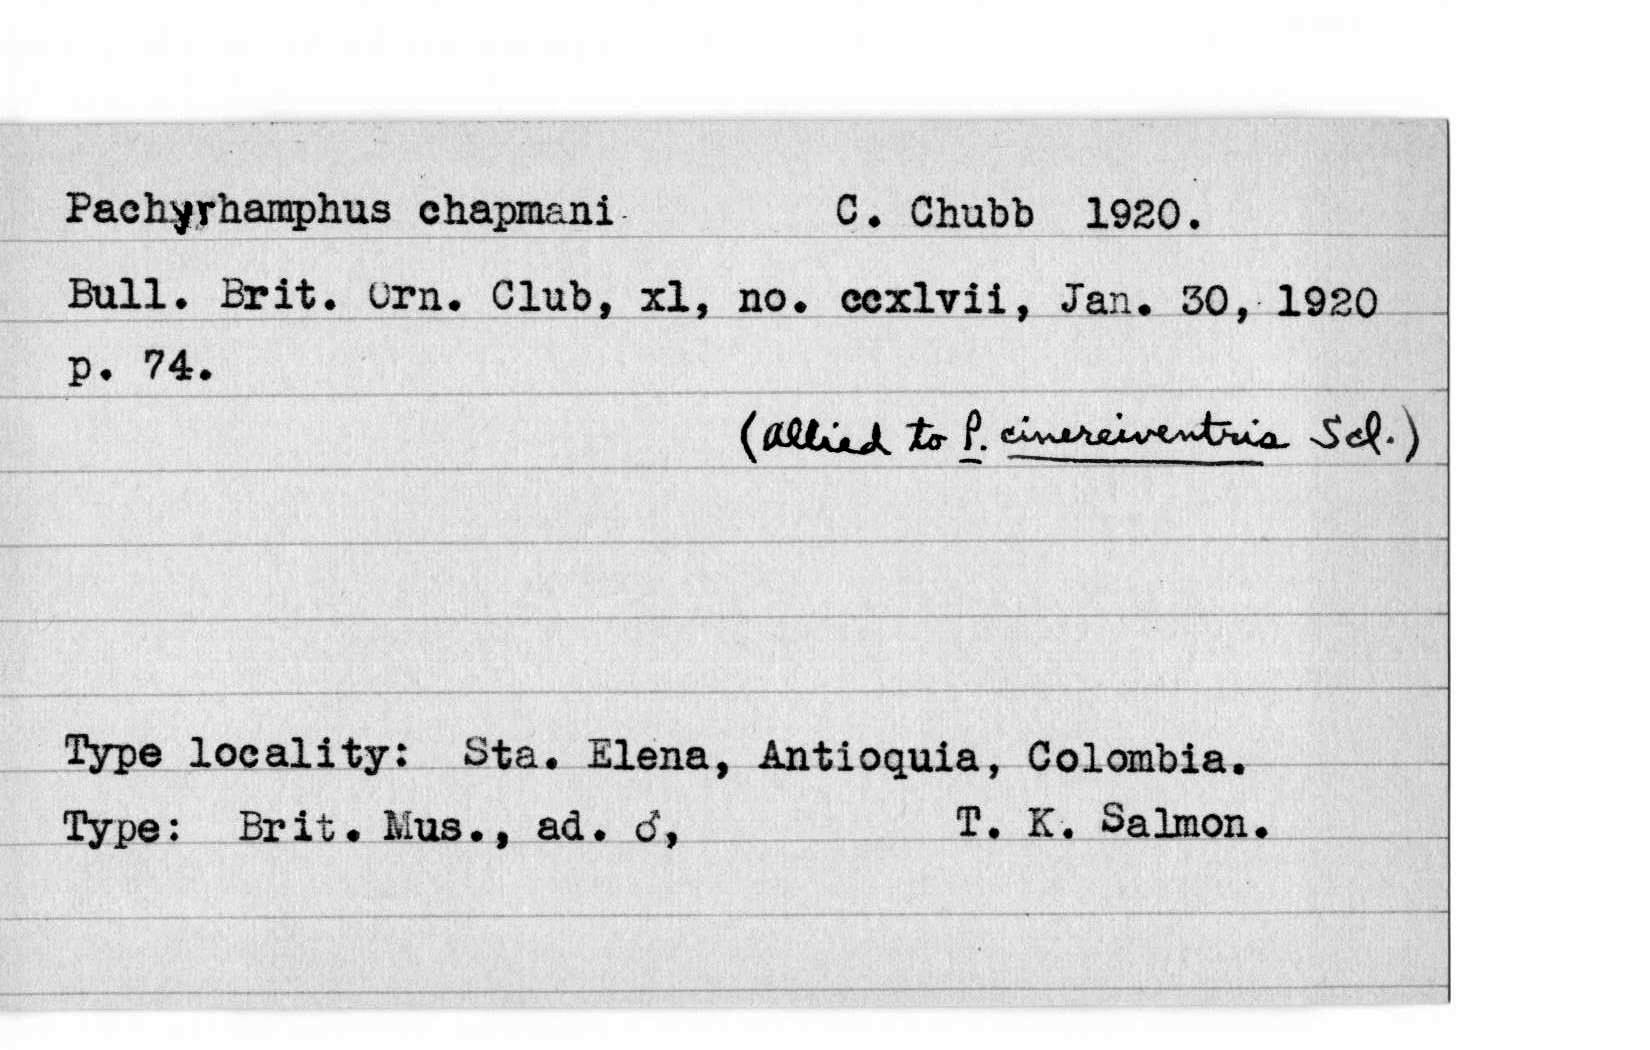 Pachyrhamphus chapmani C. Chubb 1920.
Bull. Brit. Orn. Club, xl, no. ccxlvii, Jan. 30, 1920
p. 74.
(allied to P. cinereiventris Scl.)
Type locality: Sta. Elena, Antioquia, Colombia.
Type: Brit. Mus., ad. ♂, T. K. Salmon.